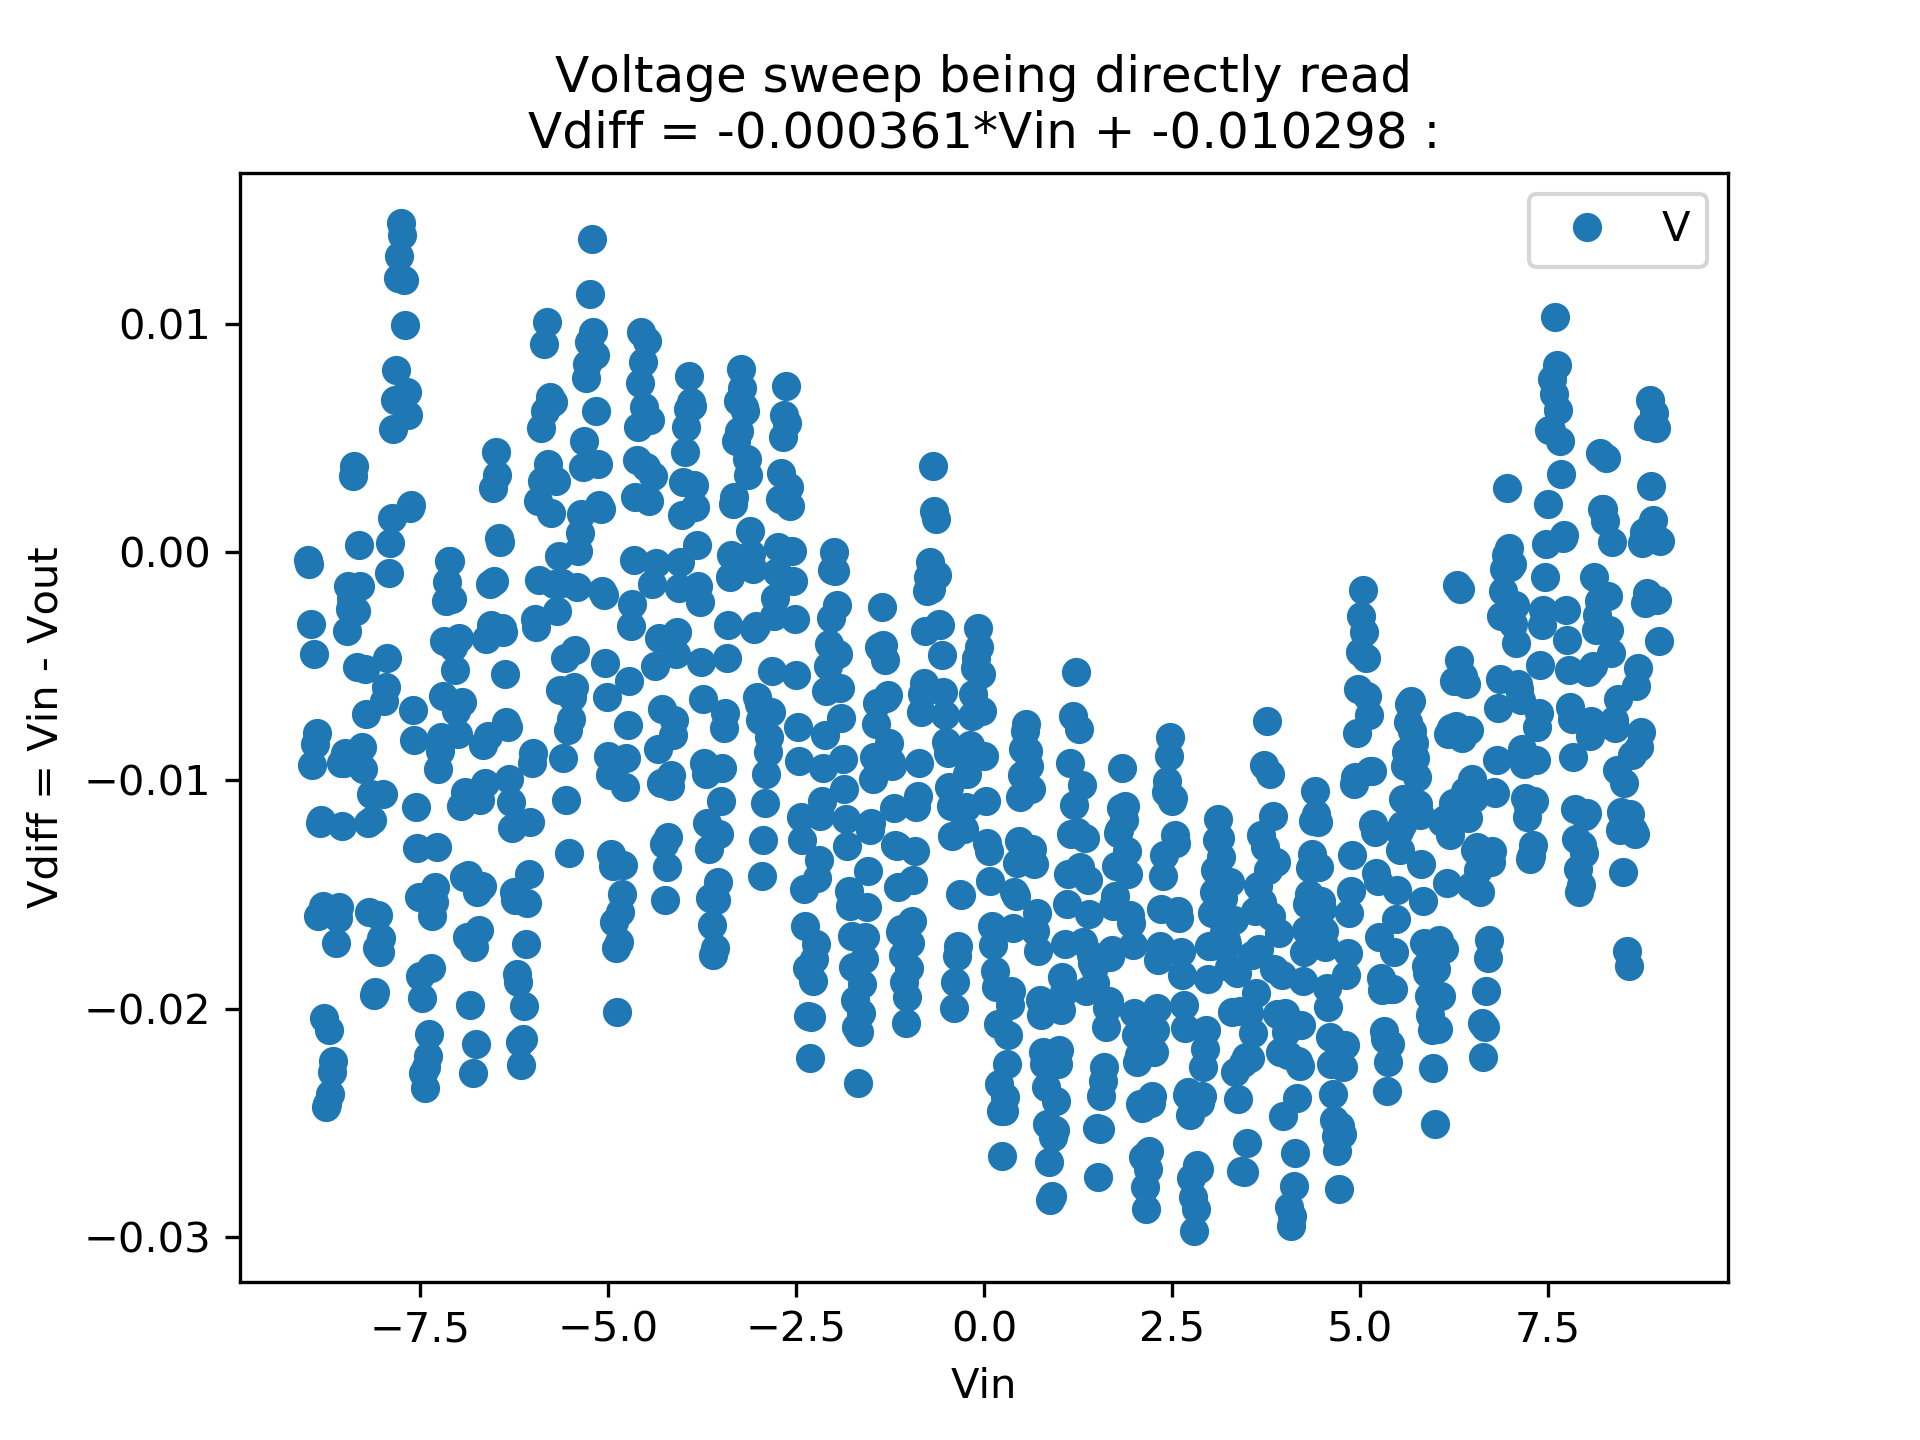 Voltage sweep being directly read
Vdiff = -0.000361*Vin + -0.010298 :
V
0.01
0.00
−0.01
−0.02
−0.03
Vdiff = Vin - Vout
−7.5
−5.0
−2.5
0.0
2.5
5.0
7.5
Vin